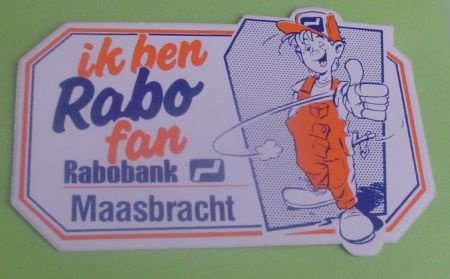 ik ben
Rabo
fan
Rabobank
Maasbracht